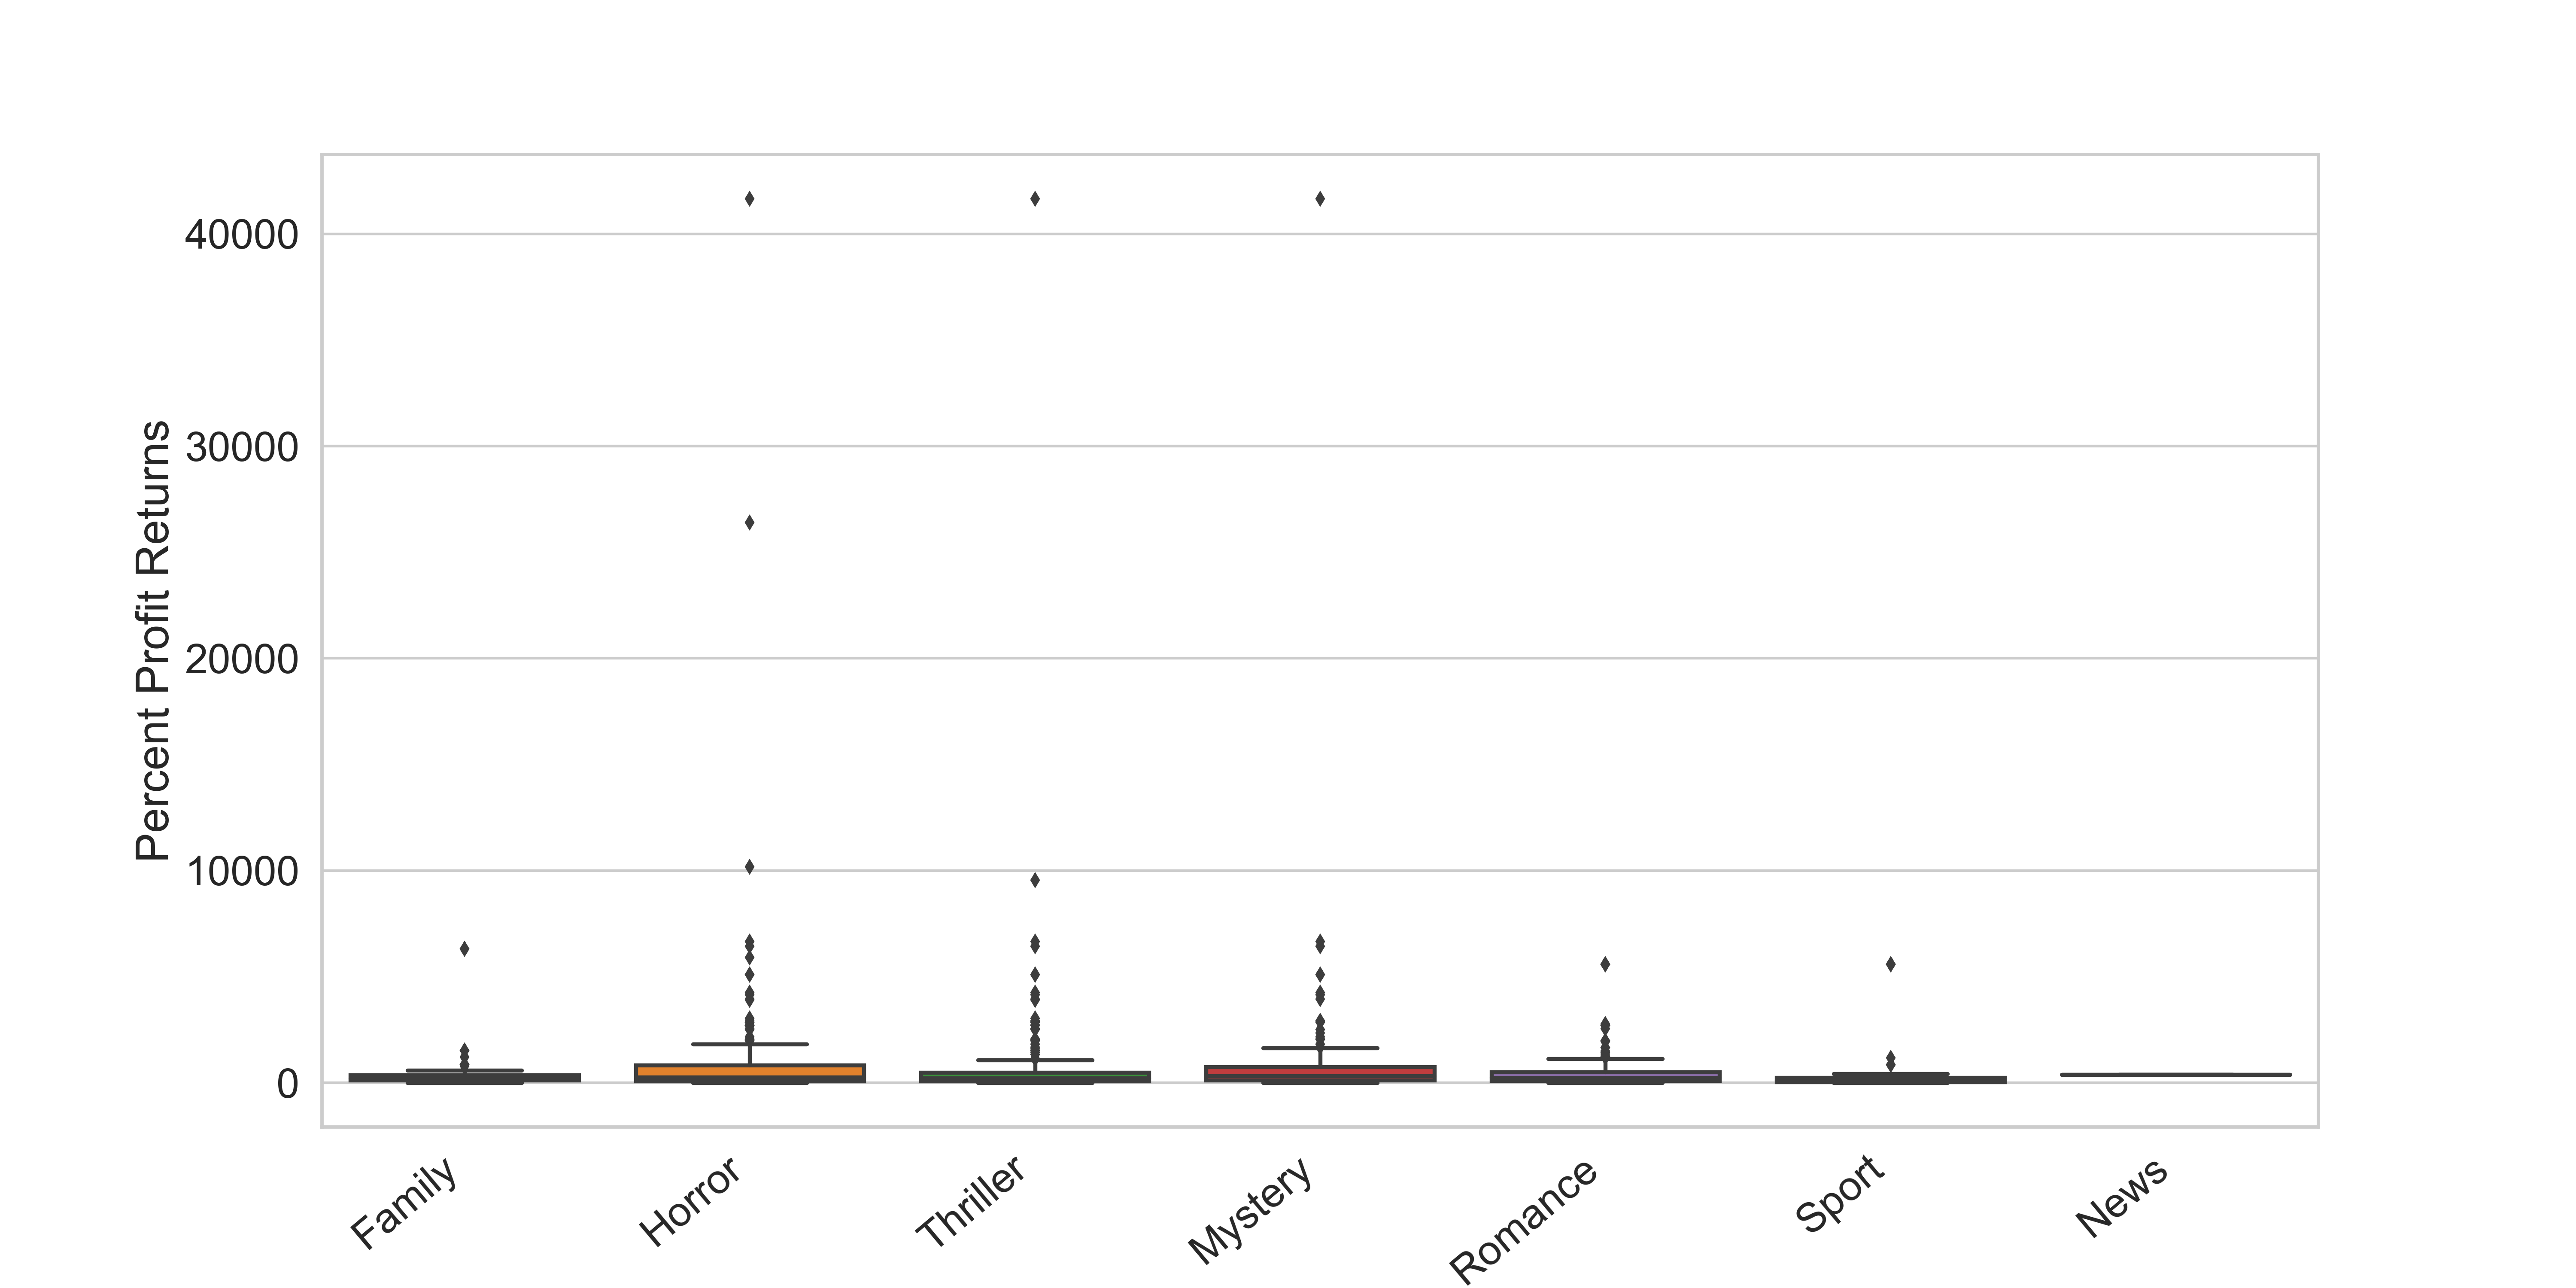 Percent Profit Returns
40000
30000
20000
10000
0
Family
Horror
Thriller
Mystery
Romance
Sport
News